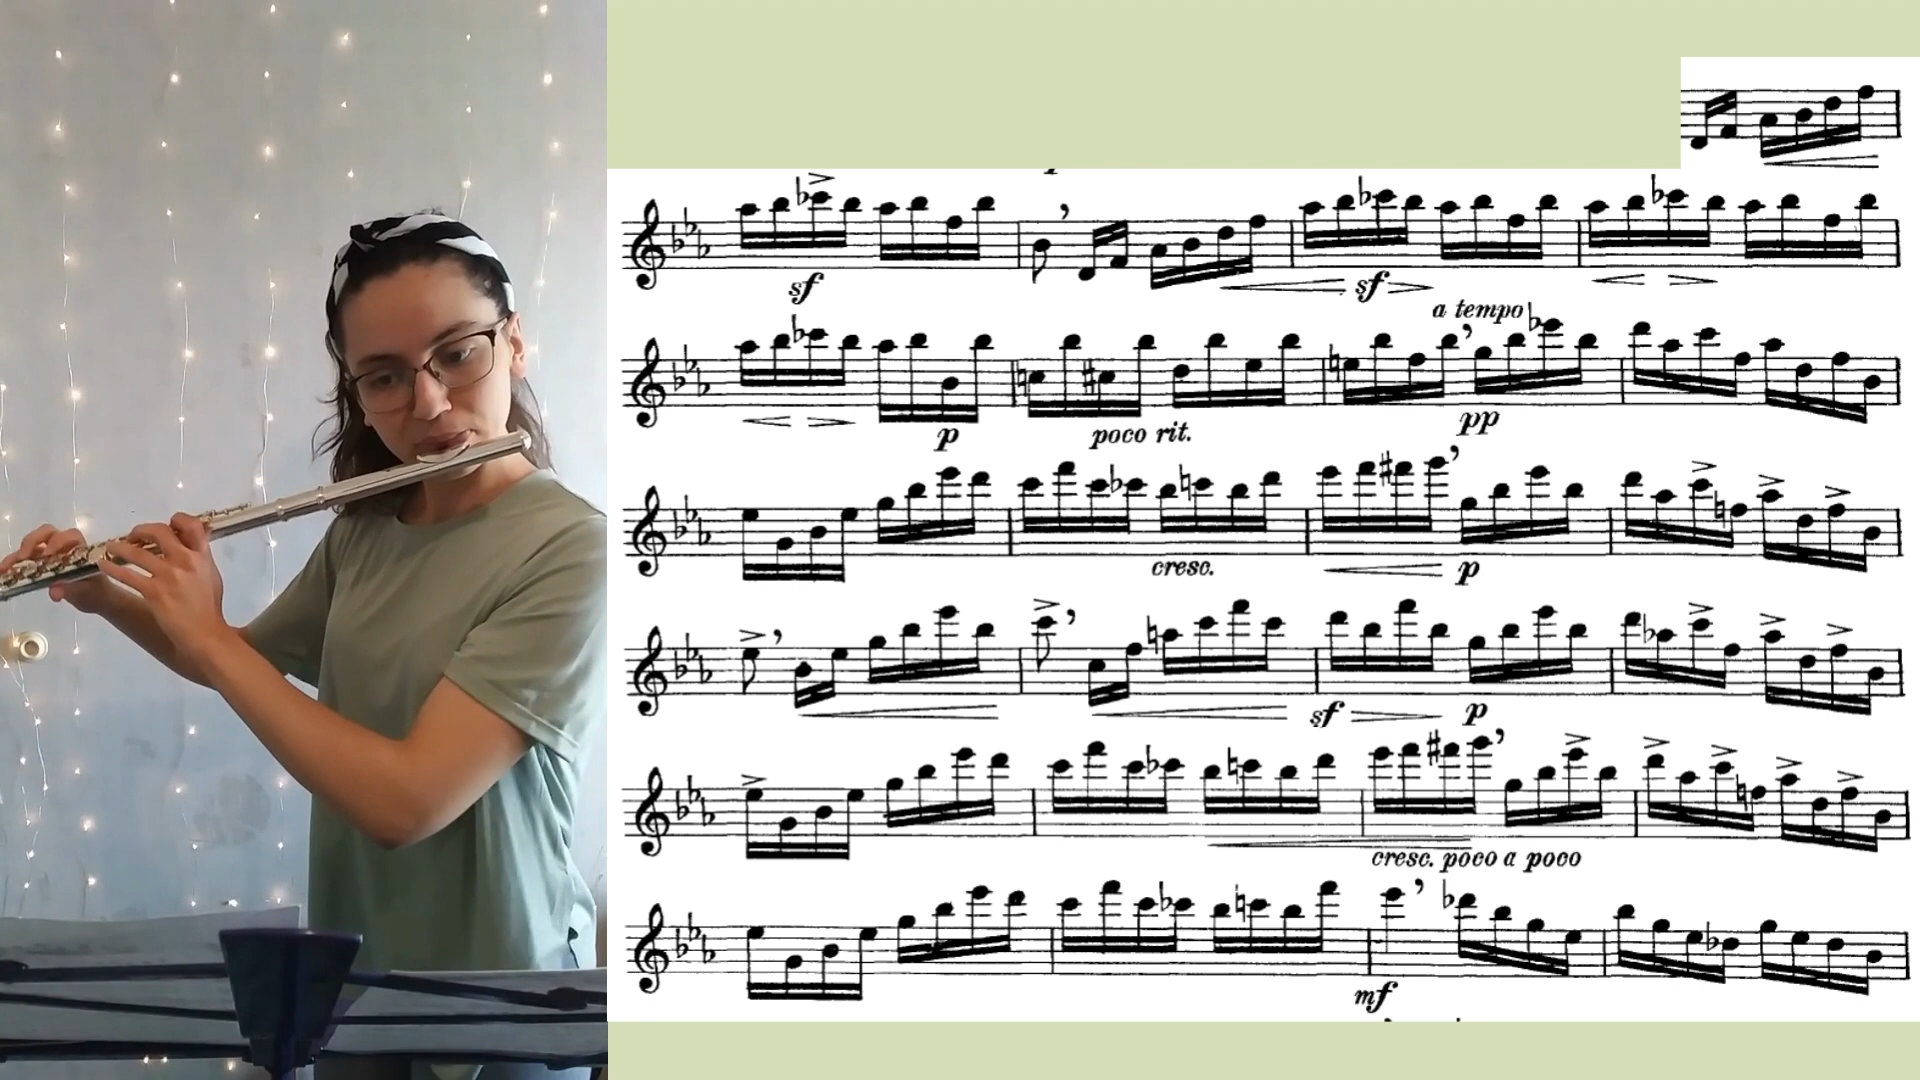 sf
sf
a tempo
p
poco rit.
pp
cresc.
p
sf
p
cresc. poco a poco
mf